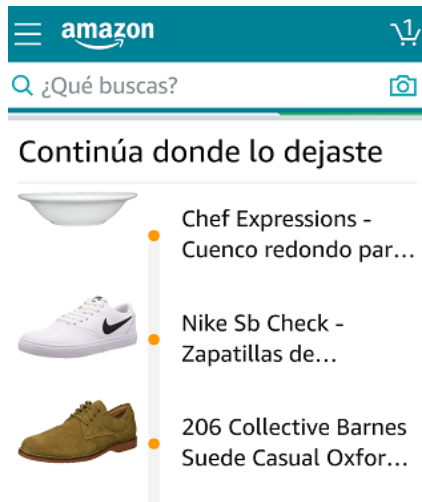 amazon
1
¿Qué buscas?
Continúa donde lo dejaste
Chef Expressions -
Cuenco redondo par...
Nike Sb Check -
Zapatillas de...
206 Collective Barnes
Suede Casual Oxfor...